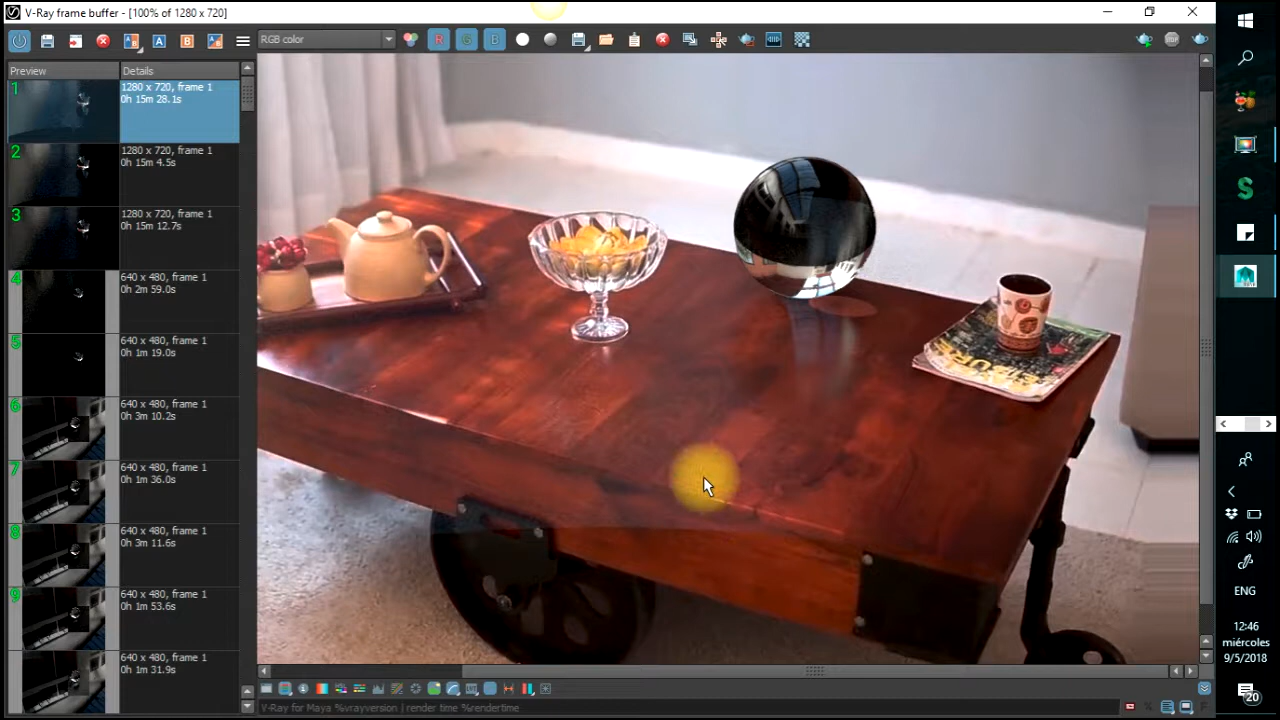 V-Ray frame buffer - [100% of 1280 x 720]
RGB color
R G B
Preview Details
1 1280 x 720, frame 1
0h 15m 28.1s
2 1280 x 720, frame 1
0h 15m 4.5s
3 1280 x 720, frame 1
0h 15m 12.7s
4 640 x 480, frame 1
0h 2m 59.0s
5 640 x 480, frame 1
0h 1m 19.0s
6 640 x 480, frame 1
0h 3m 10.2s
7 640 x 480, frame 1
0h 1m 36.0s
8 640 x 480, frame 1
0h 3m 11.6s
9 640 x 480, frame 1
0h 1m 53.6s
640 x 480, frame 1
0h 1m 31.9s
V-Ray for Maya %vrayversion | render time %rendertime
ENG
12:46
miércoles
9/5/2018
20